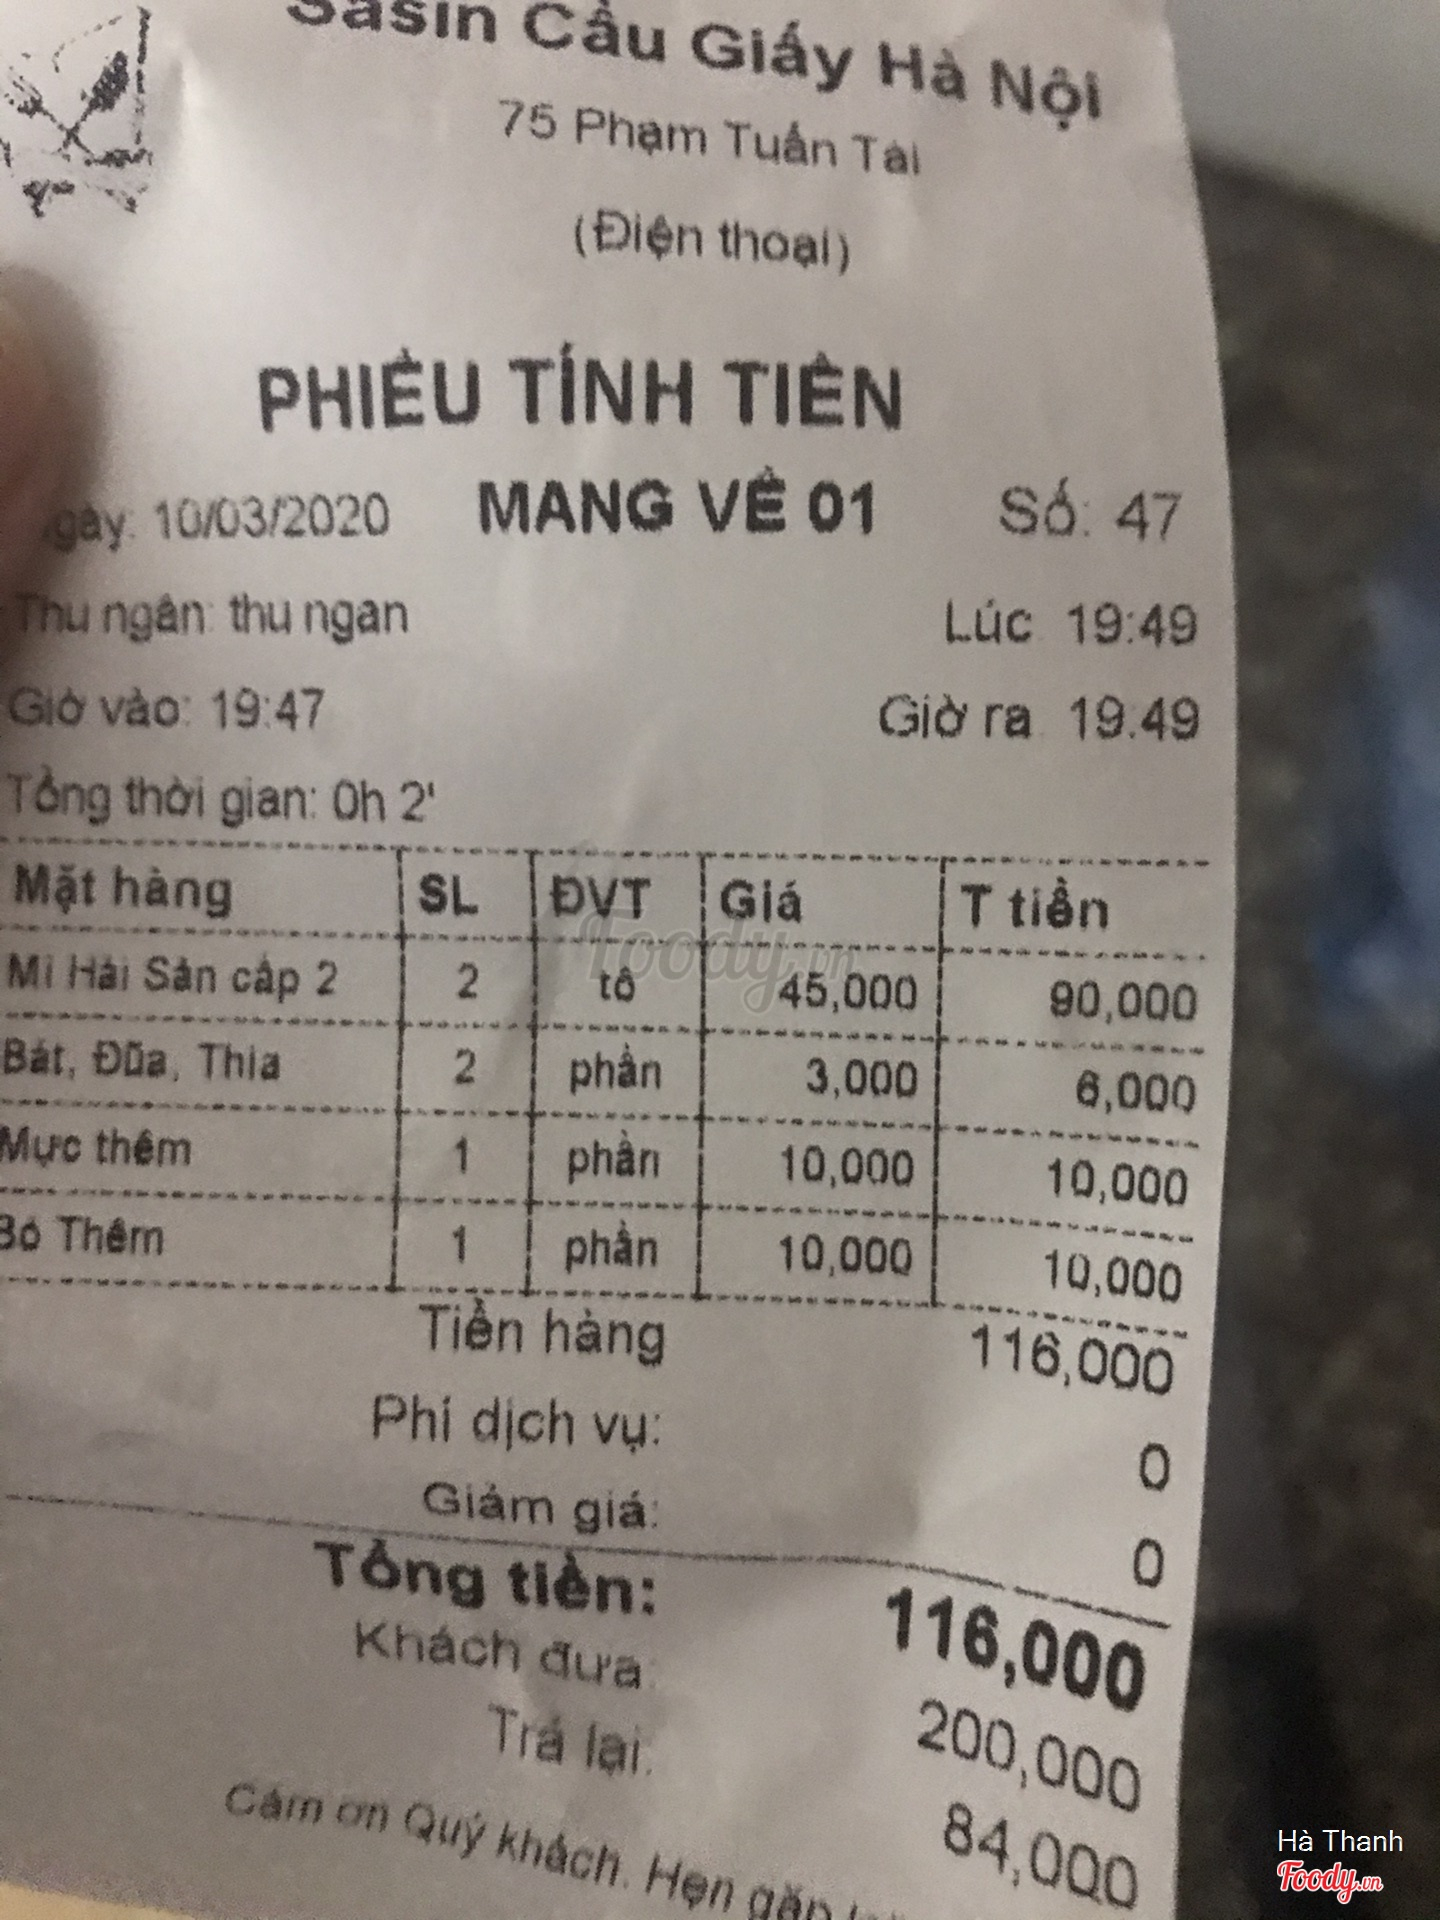 Sasin Cầu Giấy Hà Nội
75 Phạm Tuấn Tài
(Điện thoại)
PHIẾU TÍNH TIỀN
MANG VỀ 01
gày: 10/03/2020 Số: 47
Thu ngân: thu ngan Lúc 19:49
Giờ vào: 19:47 Giờ ra 19:49
Tổng thời gian: 0h 2'
Mặt hàng SL ĐVT Giá T tiền
Mì Hải Sản cấp 2 2 tô 45,000 90,000
Bát, Đũa, Thìa 2 phần 3,000 6,000
Mực thêm 1 phần 10,000 10,000
Bò Thêm 1 phần 10,000 10,000
Tiền hàng 116,000
Phí dịch vụ: 0
Giảm giá: 0
Tổng tiền: 116,000
Khách đưa: 200,000
Trả lại: 84,000
Cảm ơn Quý khách. Hẹn gặp
Foody.vn
Hà Thanh
Foody.vn